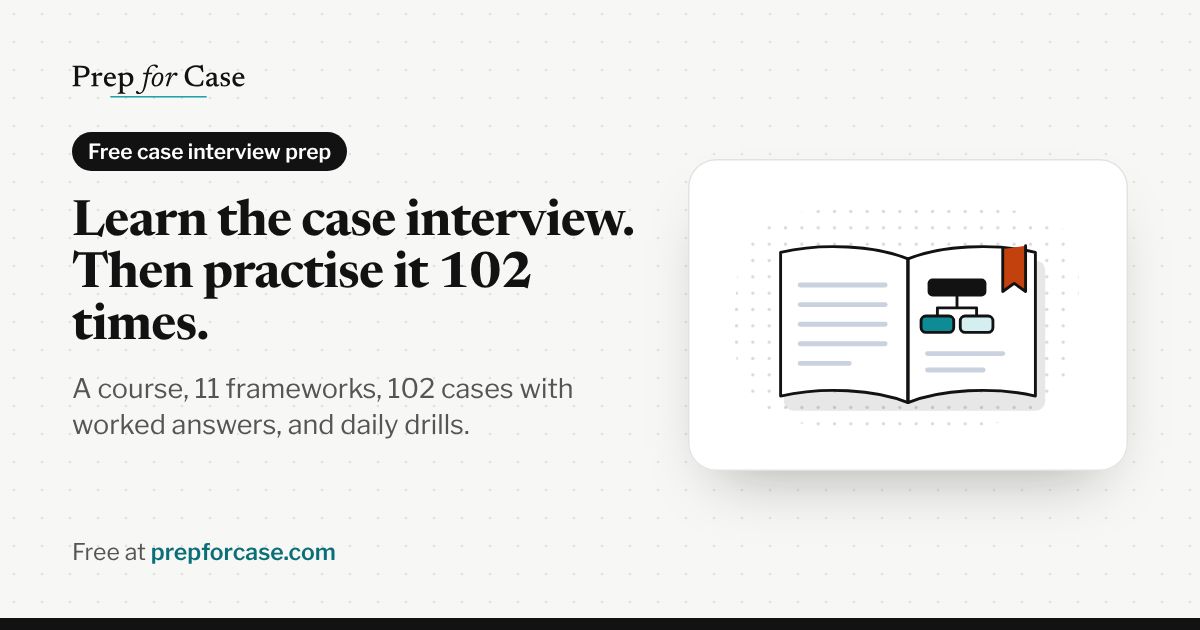 Prep for Case
Free case interview prep
Learn the case interview.
Then practise it 102
times.
A course, 11 frameworks, 102 cases with
worked answers, and daily drills.
Free at prepforcase.com